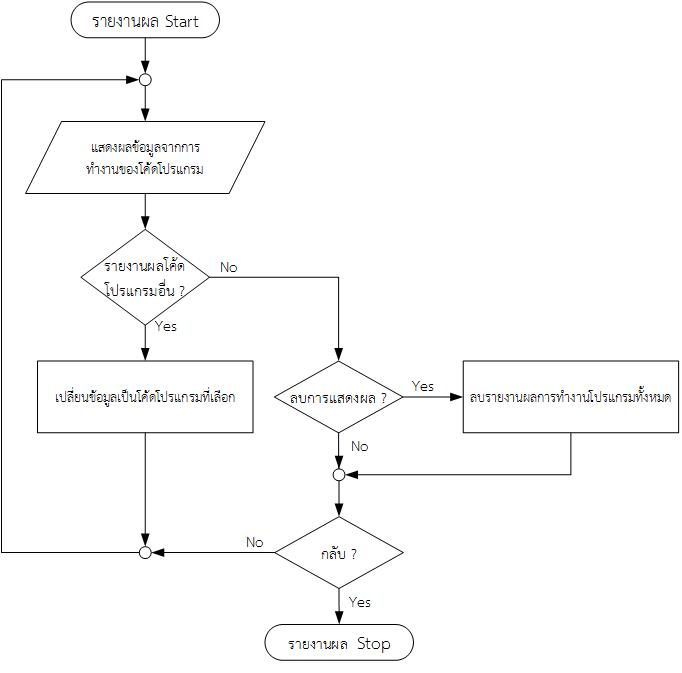 รายงานผล Start
แสดงผลข้อมูลจากการ
ทำงานของโค้ดโปรแกรม
รายงานผลโค้ด
โปรแกรมอื่น ?
No
Yes
เปลี่ยนข้อมูลเป็นโค้ดโปรแกรมที่เลือก
ลบการแสดงผล ?
Yes
ลบรายงานผลการทำงานโปรแกรมทั้งหมด
No
กลับ ?
No
Yes
รายงานผล Stop